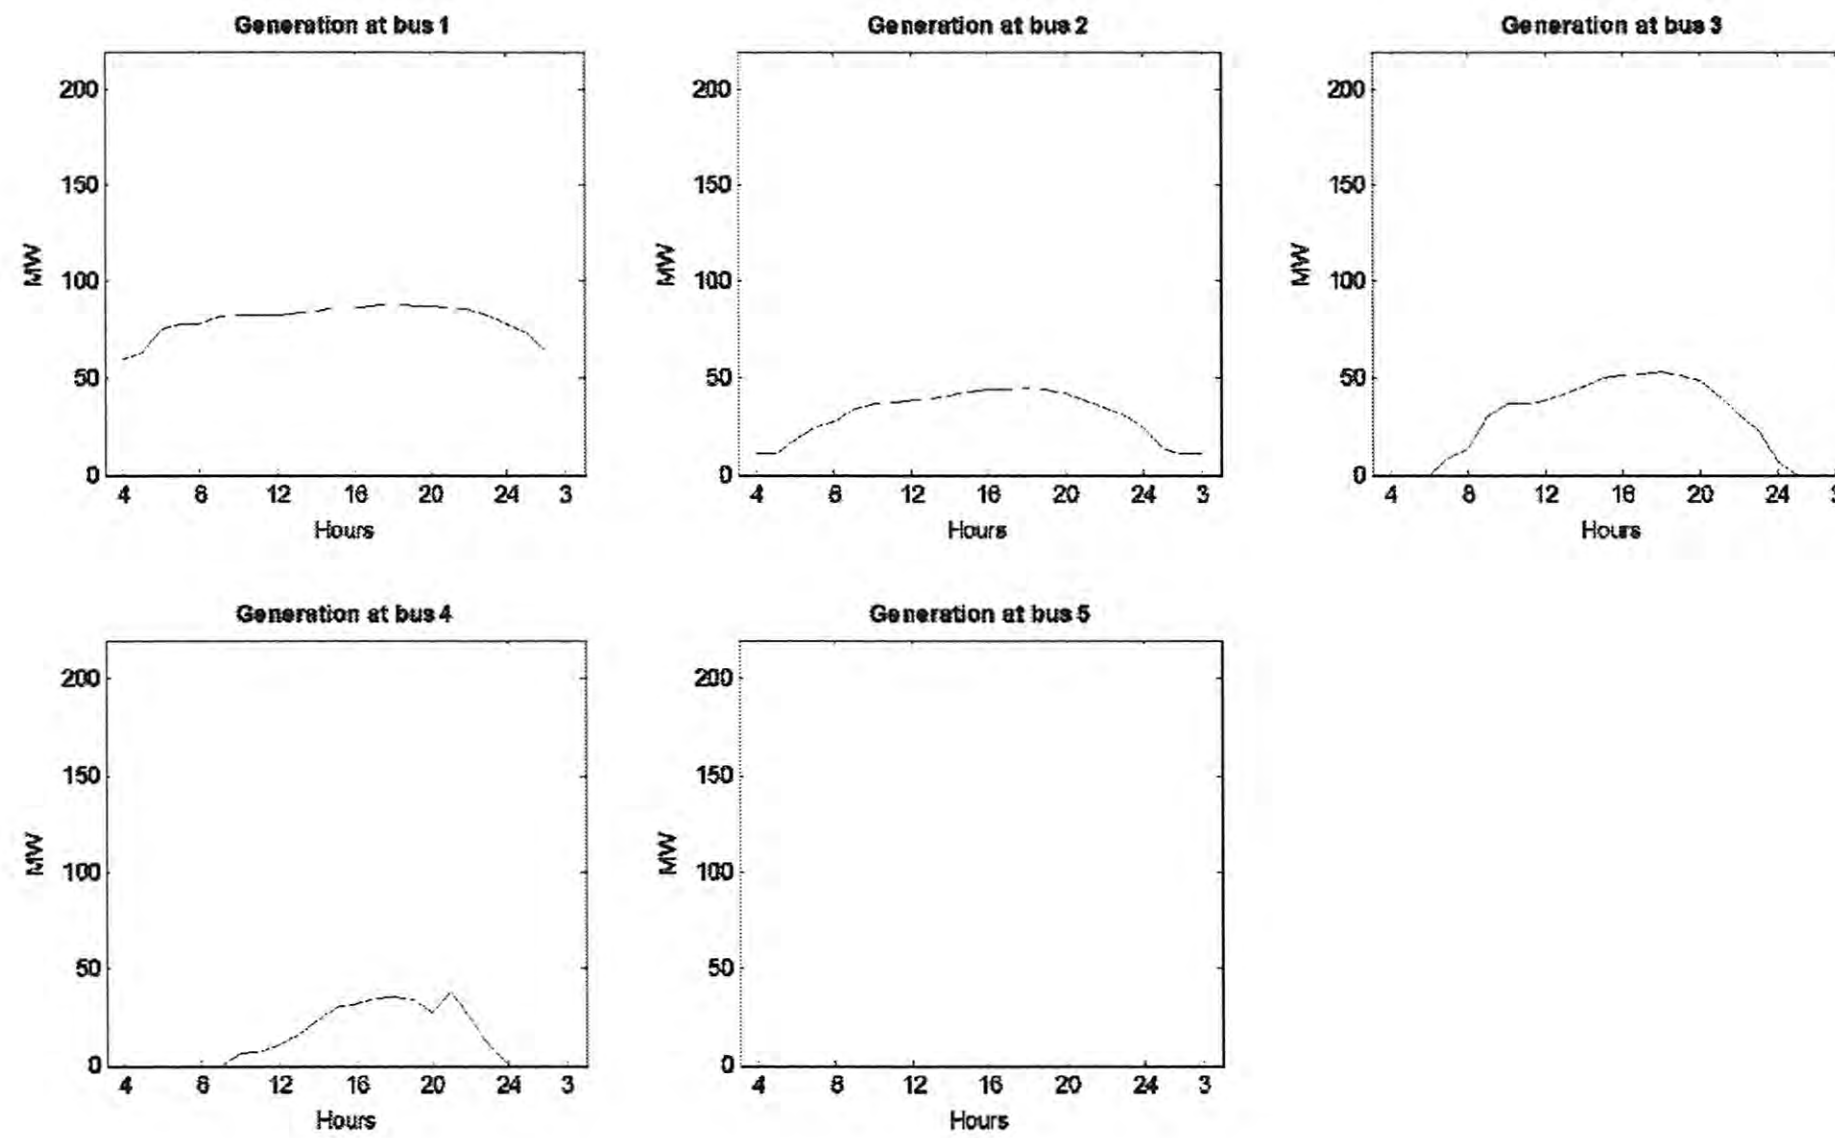 Generation at bus 1
200
150
100
50
0
MW
4 8 12 16 20 24 3
Hours
Generation at bus 2
200
150
100
50
0
MW
4 8 12 16 20 24 3
Hours
Generation at bus 3
200
150
100
50
0
MW
4 8 12 16 20 24 3
Hours
Generation at bus 4
200
150
100
50
0
MW
4 8 12 16 20 24 3
Hours
Generation at bus 5
200
150
100
50
0
MW
4 8 12 16 20 24 3
Hours